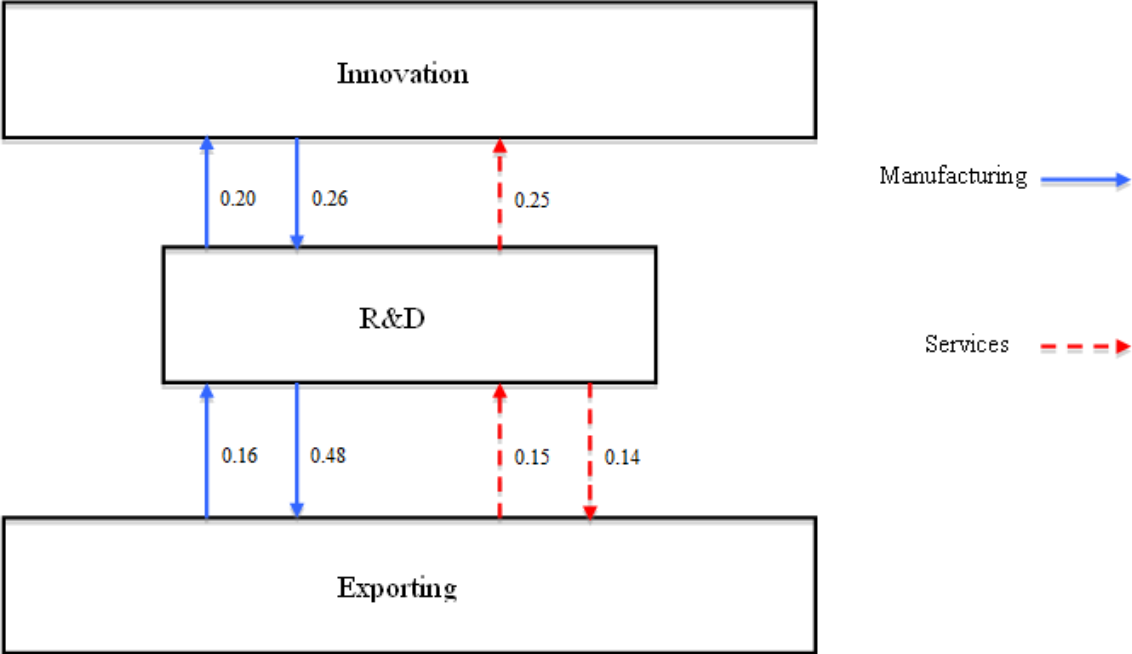 Innovation
Manufacturing
0.20
0.26
0.25
R&D
Services
0.16
0.48
0.15
0.14
Exporting